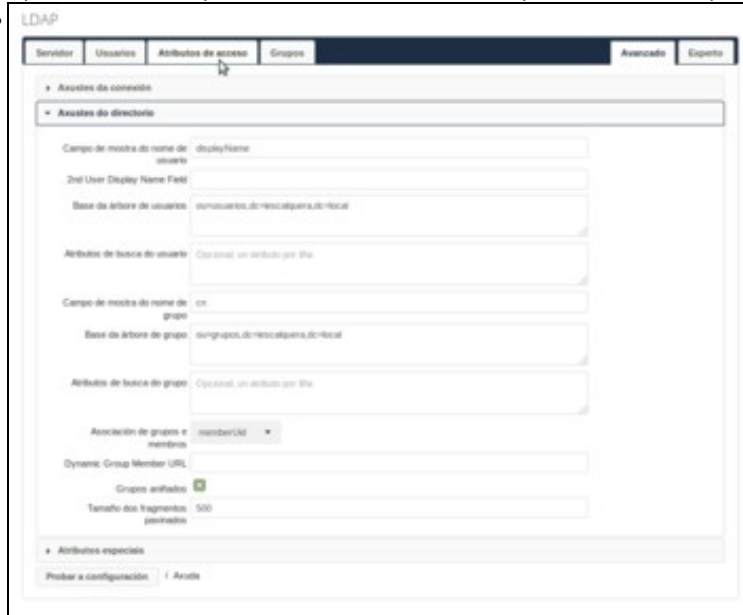 LDAP
Servidor Usuarios Atributos de acceso Grupos Avanzado Experto
Axustes da conexión
Axustes do directorio
Campo de mostra do nome de usuario displayName
2nd User Display Name Field
Base da árbore de usuarios ou=usuarios,dc=iescalquera,dc=local
Atributos de busca do usuario Opcional: un atributo por liña
Campo de mostra do nome de grupo cn
Base da árbore de grupo ou=grupos,dc=iescalquera,dc=local
Atributos de busca do grupo Opcional: un atributo por liña
Asociación de grupos e membros memberUid
Dynamic Group Member URL
Grupos aniñados
Tamaño dos fragmentos paxinados 500
Atributos especiais
Probar a configuración i Axuda